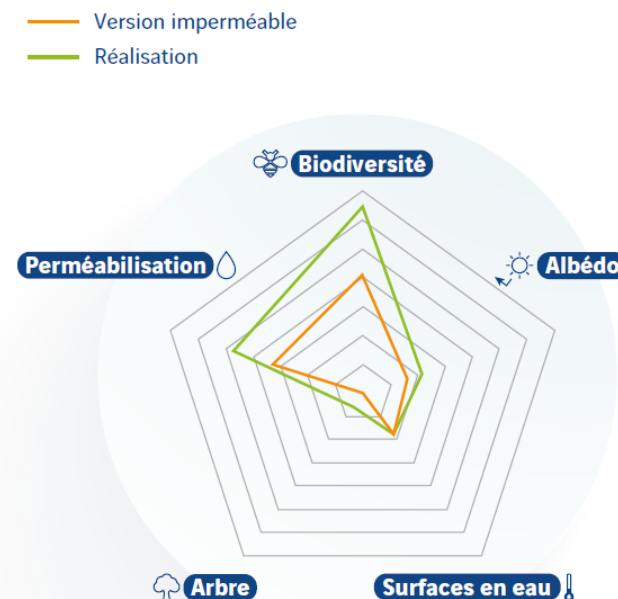 Version imperméable
Réalisation
Biodiversité
Perméabilisation
Albédo
Arbre
Surfaces en eau